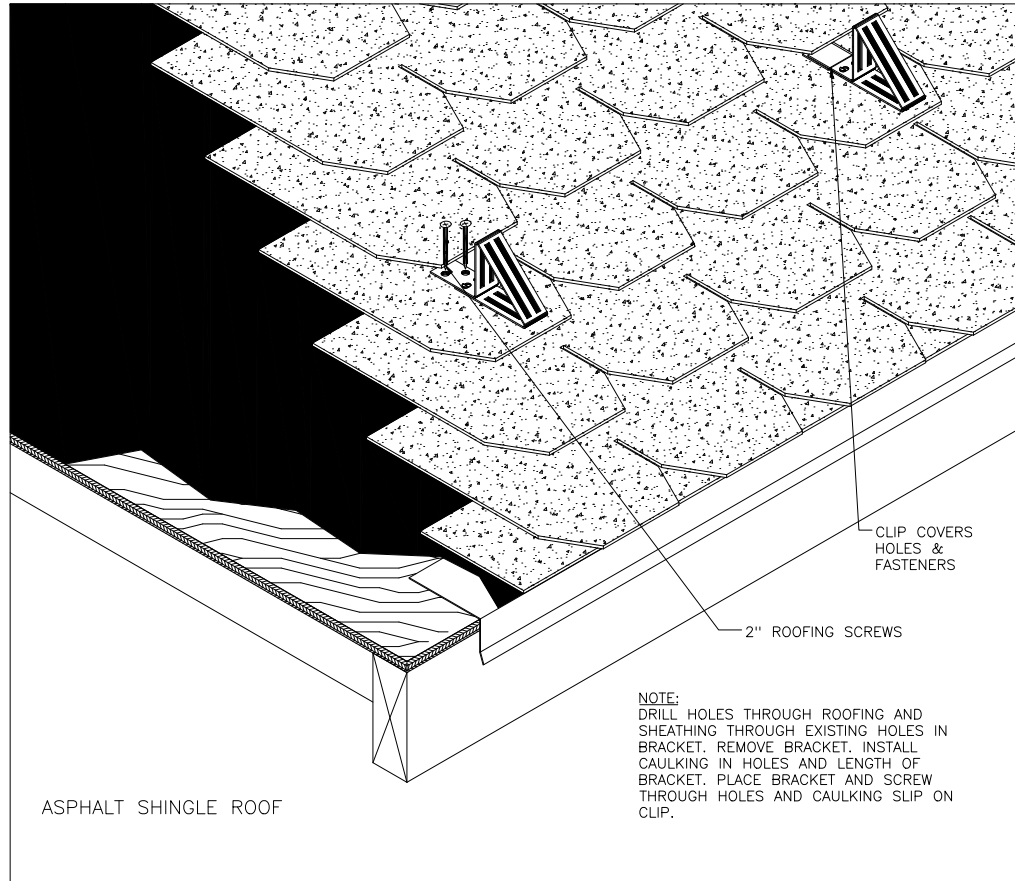 CLIP COVERS
HOLES &
FASTENERS
2" ROOFING SCREWS
NOTE:
DRILL HOLES THROUGH ROOFING AND
SHEATHING THROUGH EXISTING HOLES IN
BRACKET. REMOVE BRACKET. INSTALL
CAULKING IN HOLES AND LENGTH OF
BRACKET. PLACE BRACKET AND SCREW
THROUGH HOLES AND CAULKING SLIP ON
CLIP.
ASPHALT SHINGLE ROOF